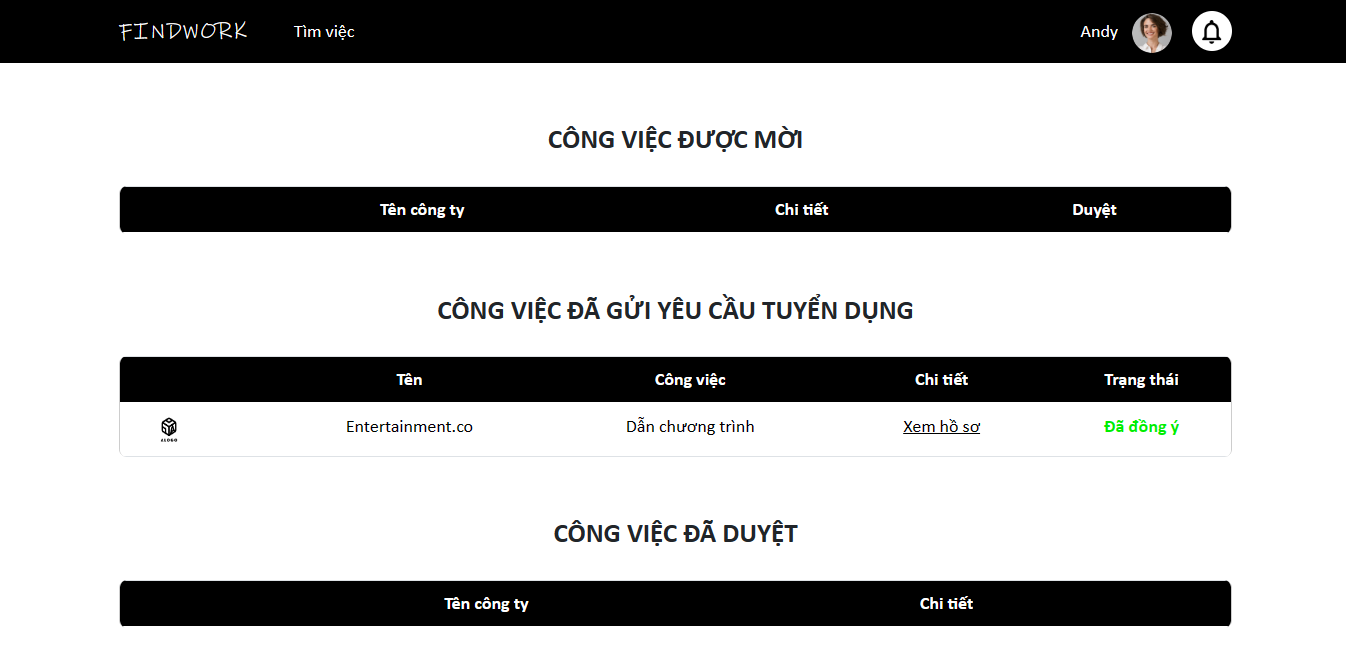 FINDWORK Tìm việc Andy
CÔNG VIỆC ĐƯỢC MỜI
Tên công ty Chi tiết Duyệt
CÔNG VIỆC ĐÃ GỬI YÊU CẦU TUYỂN DỤNG
Tên Công việc Chi tiết Trạng thái
Entertainment.co Dẫn chương trình Xem hồ sơ Đã đồng ý
CÔNG VIỆC ĐÃ DUYỆT
Tên công ty Chi tiết